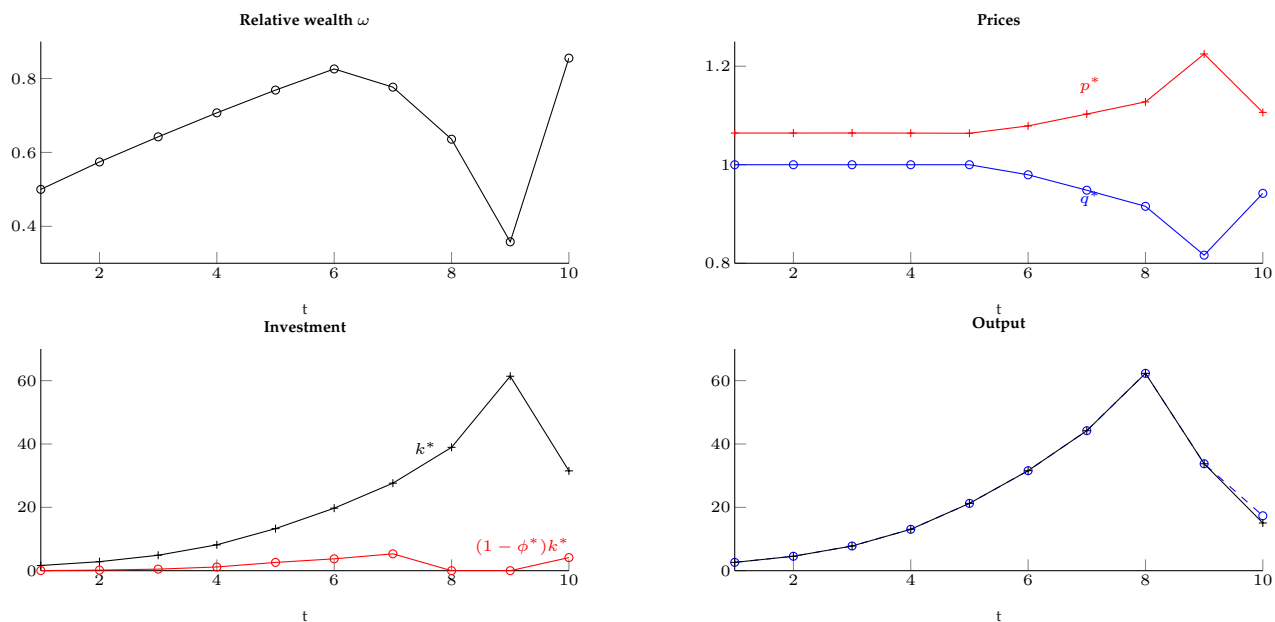 Relative wealth ω
0.8
0.6
0.4
2 4 6 8 10
t
Prices
1.2
1
0.8
p*
q*
2 4 6 8 10
t
Investment
60
40
20
0
k*
(1 − ϕ*)k*
2 4 6 8 10
t
Output
60
40
20
0
2 4 6 8 10
t